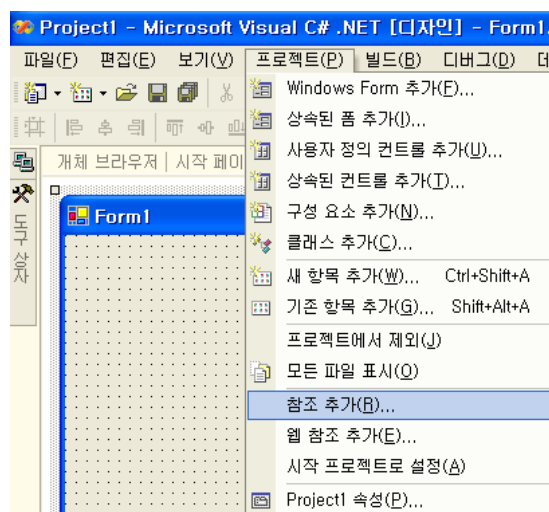 Project1 - Microsoft Visual C# .NET [디자인] - Form1.
파일(F) 편집(E) 보기(V) 프로젝트(P) 빌드(B) 디버그(D)
Windows Form 추가(F)...
상속된 폼 추가(I)...
개체 브라우저 시작 페이
사용자 정의 컨트롤 추가(U)...
상속된 컨트롤 추가(T)...
도구 상자
Form1
구성 요소 추가(N)...
클래스 추가(C)...
새 항목 추가(W)... Ctrl+Shift+A
기존 항목 추가(G)... Shift+Alt+A
프로젝트에서 제외(J)
모든 파일 표시(O)
참조 추가(R)...
웹 참조 추가(E)...
시작 프로젝트로 설정(A)
Project1 속성(P)...